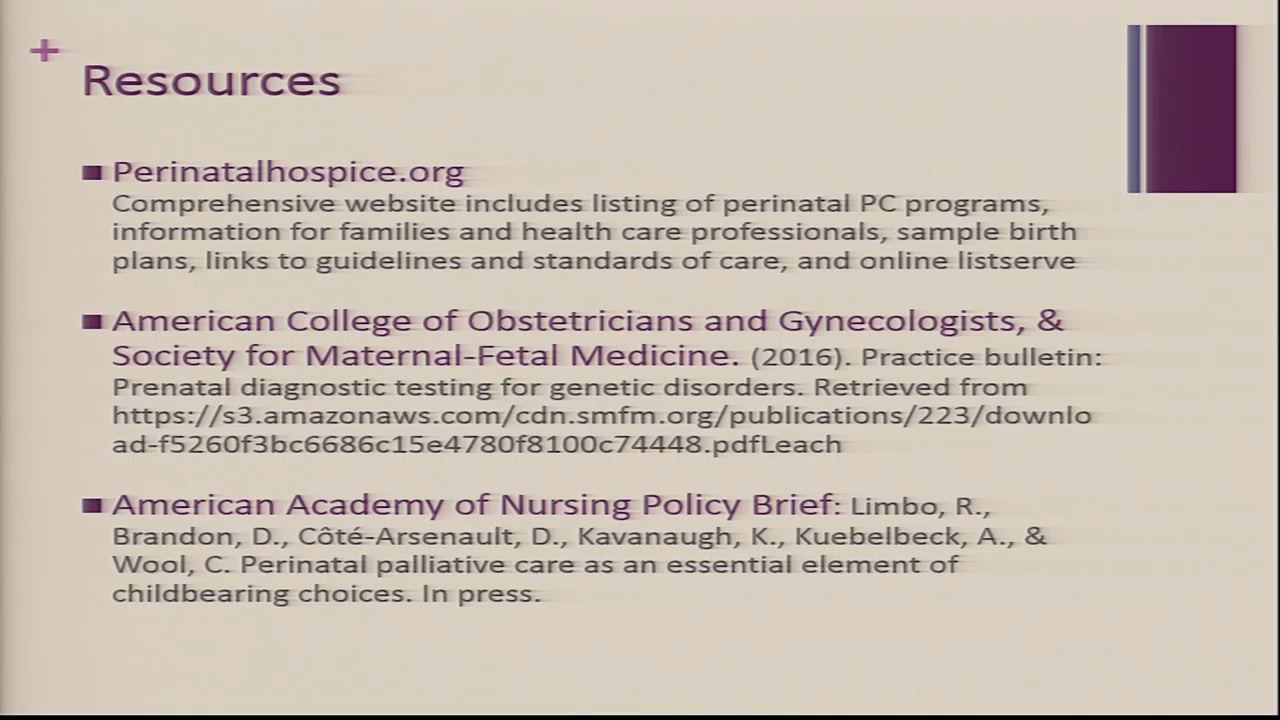 +
Resources
Perinatalhospice.org
Comprehensive website includes listing of perinatal PC programs,
information for families and health care professionals, sample birth
plans, links to guidelines and standards of care, and online listserve
American College of Obstetricians and Gynecologists, &
Society for Maternal-Fetal Medicine. (2016). Practice bulletin:
Prenatal diagnostic testing for genetic disorders. Retrieved from
https://s3.amazonaws.com/cdn.smfm.org/publications/223/downlo
ad-f5260f3bc6686c15e4780f8100c74448.pdfLeach
American Academy of Nursing Policy Brief: Limbo, R.,
Brandon, D., Côté-Arsenault, D., Kavanaugh, K., Kuebelbeck, A., &
Wool, C. Perinatal palliative care as an essential element of
childbearing choices. In press.